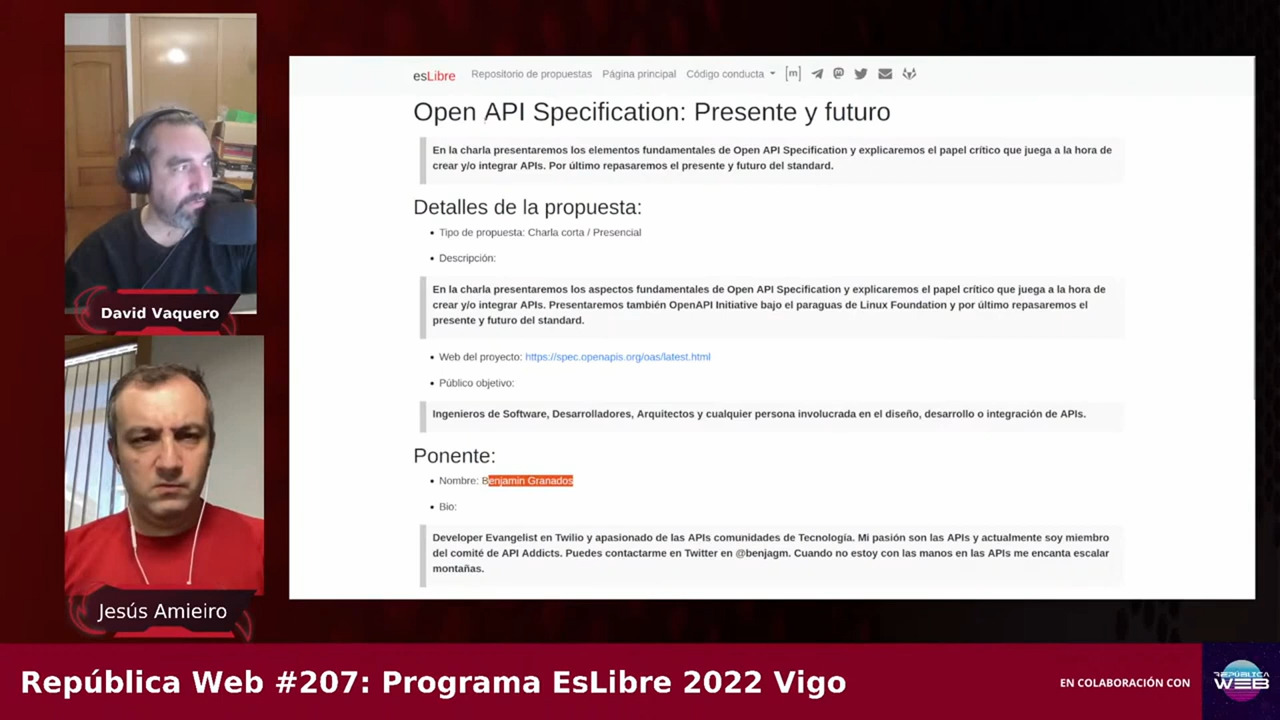 David Vaquero
Jesús Amieiro
esLibre Repositorio de propuestas Página principal Código conducta [m]
Open API Specification: Presente y futuro
En la charla presentaremos los elementos fundamentales de Open API Specification y explicaremos el papel crítico que juega a la hora de
crear y/o integrar APIs. Por último repasaremos el presente y futuro del standard.
Detalles de la propuesta:
• Tipo de propuesta: Charla corta / Presencial
• Descripción:
En la charla presentaremos los aspectos fundamentales de Open API Specification y explicaremos el papel crítico que juega a la hora de
crear y/o integrar APIs. Presentaremos también OpenAPI Initiative bajo el paraguas de Linux Foundation y por último repasaremos el
presente y futuro del standard.
• Web del proyecto: https://spec.openapis.org/oas/latest.html
• Público objetivo:
Ingenieros de Software, Desarrolladores, Arquitectos y cualquier persona involucrada en el diseño, desarrollo o integración de APIs.
Ponente:
• Nombre: Benjamin Granados
• Bio:
Developer Evangelist en Twilio y apasionado de las APIs comunidades de Tecnología. Mi pasión son las APIs y actualmente soy miembro
del comité de API Addicts. Puedes contactarme en Twitter en @benjagm. Cuando no estoy con las manos en las APIs me encanta escalar
montañas.
República Web #207: Programa EsLibre 2022 Vigo
EN COLABORACIÓN CON
REPÚBLICA
WEB